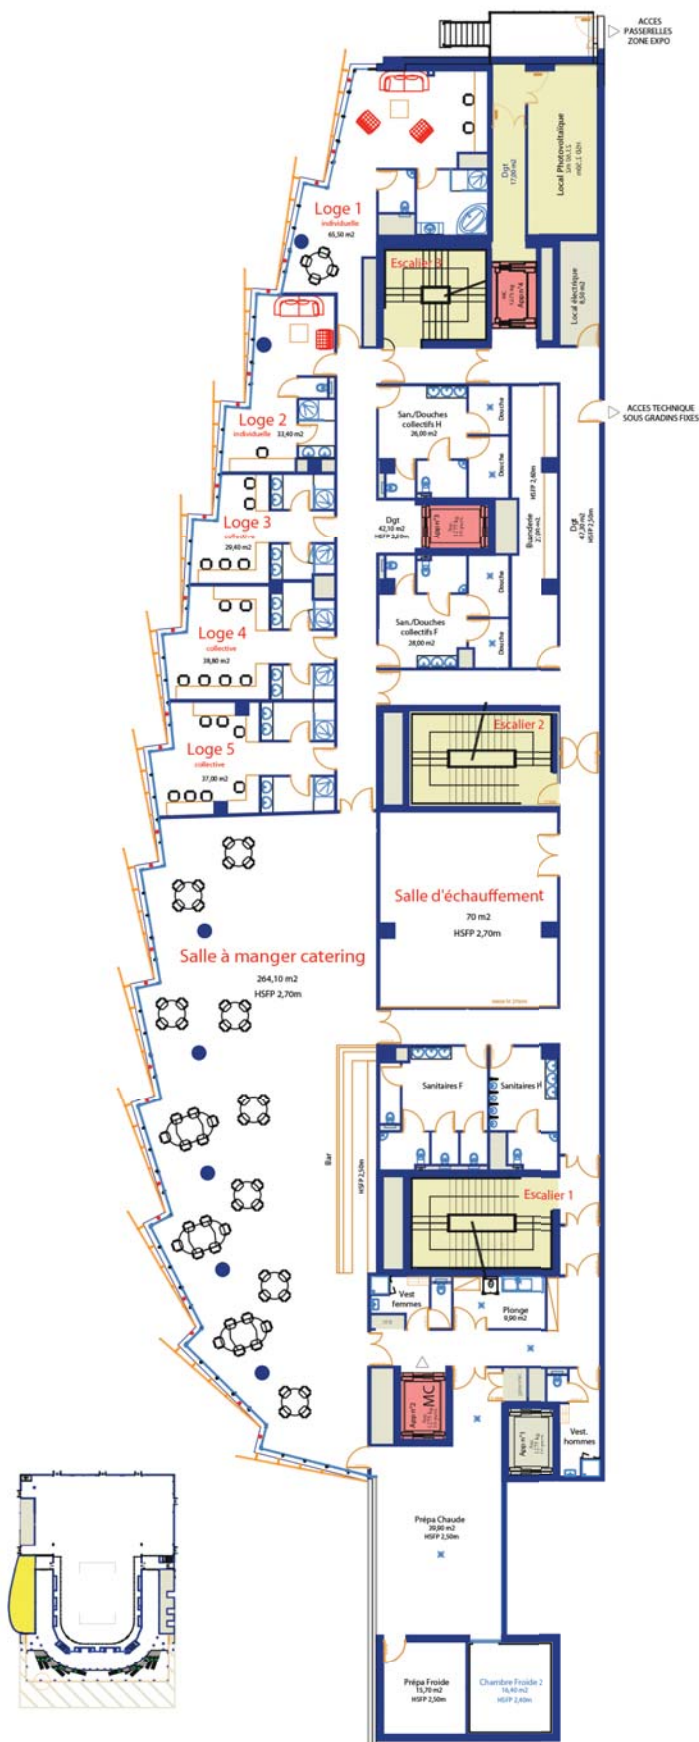 ACCES
PASSERELLES
ZONE EXPO
Local Photovoltaïque
Dgt
17,00 m2
Loge 1
individuelle
65,50 m2
Escalier 3
App n°4
Local électrique
8,50 m2
ACCES TECHNIQUE
SOUS GRADINS FIXES
Loge 2
individuelle 33,40 m2
San./Douches
collectifs H
26,00 m2
Douche
Douche
Loge 3
29,40 m2
Dgt
42,10 m2
App n°3
Buanderie
HSFP 2,60m
Dgt
47,30 m2
HSFP 2,50m
Loge 4
collective
San./Douches
collectifs F
28,00 m2
Douche
Douche
Loge 5
collective
37,00 m2
Escalier 2
Salle d'échauffement
70 m2
HSFP 2,70m
Salle à manger catering
264,10 m2
HSFP 2,70m
Sanitaires F
Sanitaires H
Bar
HSFP 2,50m
Escalier 1
Vest
femmes
Plonge
9,90 m2
App n°2
MC
App n°1
Vest.
hommes
Prépa Chaude
39,90 m2
HSFP 2,50m
Prépa Froide
15,70 m2
HSFP 2,50m
Chambre Froide 2
16,40 m2
HSFP 2,40m